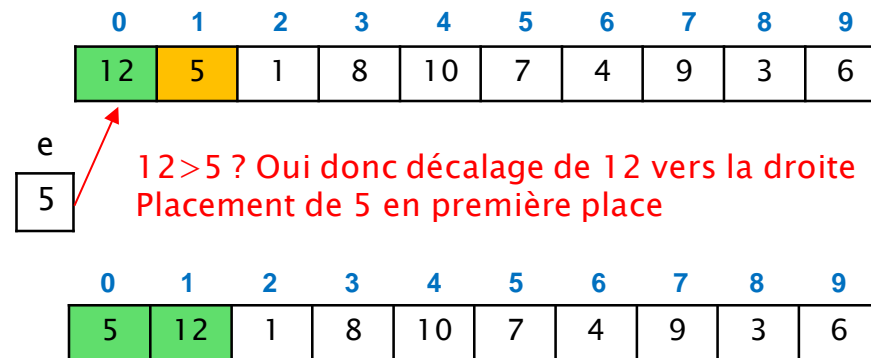 0 1 2 3 4 5 6 7 8 9
12 5 1 8 10 7 4 9 3 6
e
5
12>5 ? Oui donc décalage de 12 vers la droite
Placement de 5 en première place
0 1 2 3 4 5 6 7 8 9
5 12 1 8 10 7 4 9 3 6